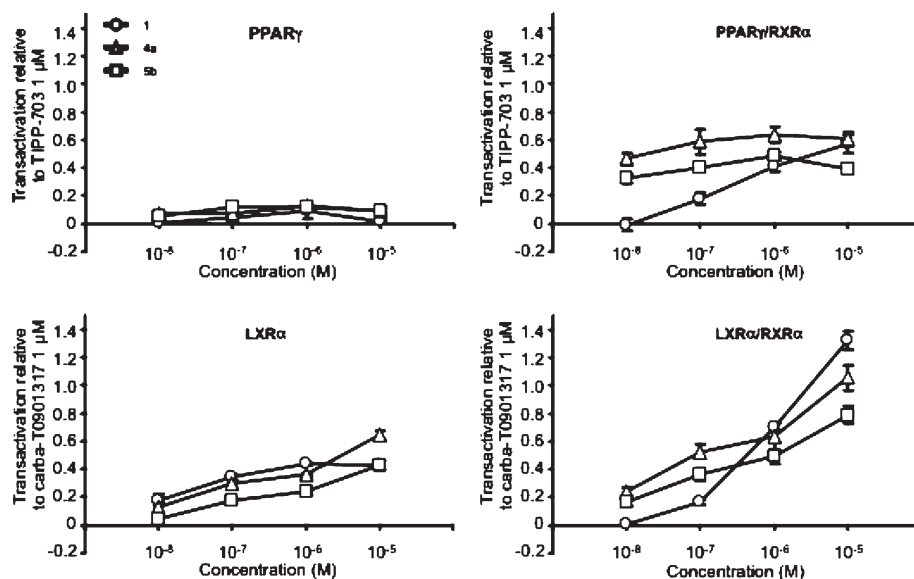 PPARγ
1
4a
5b
Transactivation relative
to TIPP-703 1 μM
1.4
1.2
1.0
0.8
0.6
0.4
0.2
0
-0.2
10⁻⁸ 10⁻⁷ 10⁻⁶ 10⁻⁵
Concentration (M)
PPARγ/RXRα
Transactivation relative
to TIPP-703 1 μM
1.4
1.2
1.0
0.8
0.6
0.4
0.2
0
-0.2
10⁻⁸ 10⁻⁷ 10⁻⁶ 10⁻⁵
Concentration (M)
LXRα
Transactivation relative
to carba-T0901317 1 μM
1.4
1.2
1.0
0.8
0.6
0.4
0.2
0
-0.2
10⁻⁸ 10⁻⁷ 10⁻⁶ 10⁻⁵
Concentration (M)
LXRα/RXRα
Transactivation relative
to carba-T0901317 1 μM
1.4
1.2
1.0
0.8
0.6
0.4
0.2
0
-0.2
10⁻⁸ 10⁻⁷ 10⁻⁶ 10⁻⁵
Concentration (M)